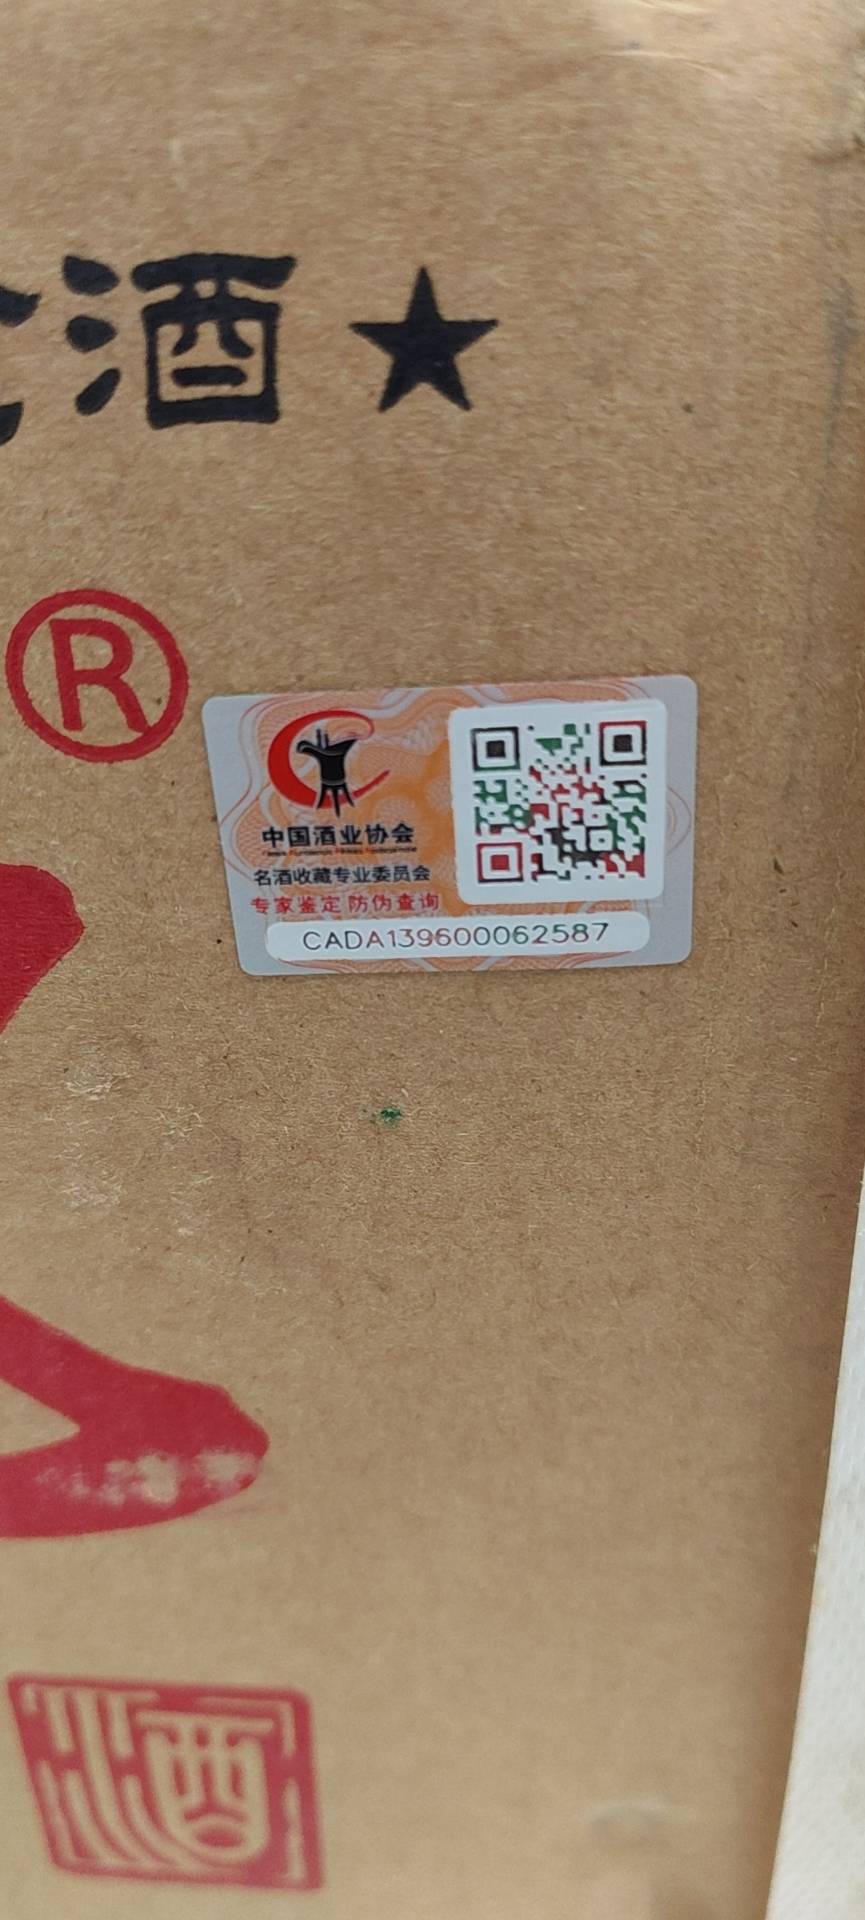 酒★
®
中国酒业协会
名酒收藏专业委员会
专家鉴定 防伪查询
CADA139600062587
酒